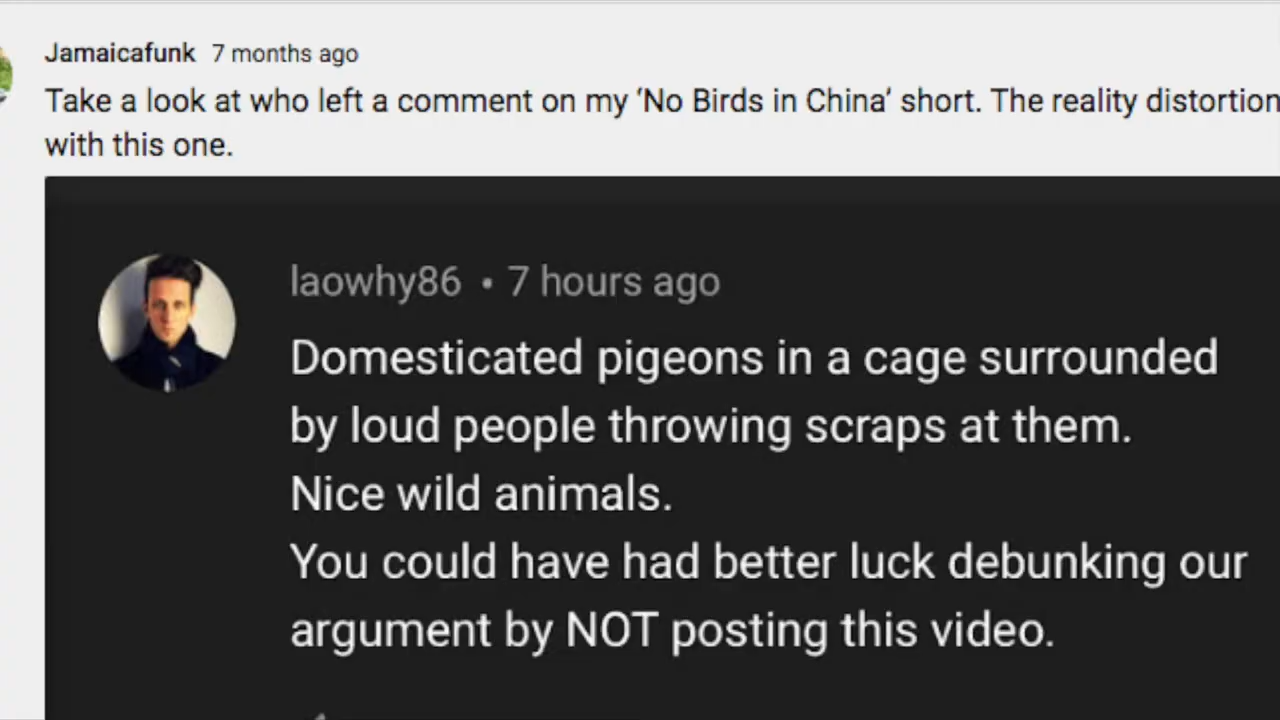 Jamaicafunk 7 months ago
Take a look at who left a comment on my ‘No Birds in China’ short. The reality distortion
with this one.
laowhy86 • 7 hours ago
Domesticated pigeons in a cage surrounded
by loud people throwing scraps at them.
Nice wild animals.
You could have had better luck debunking our
argument by NOT posting this video.